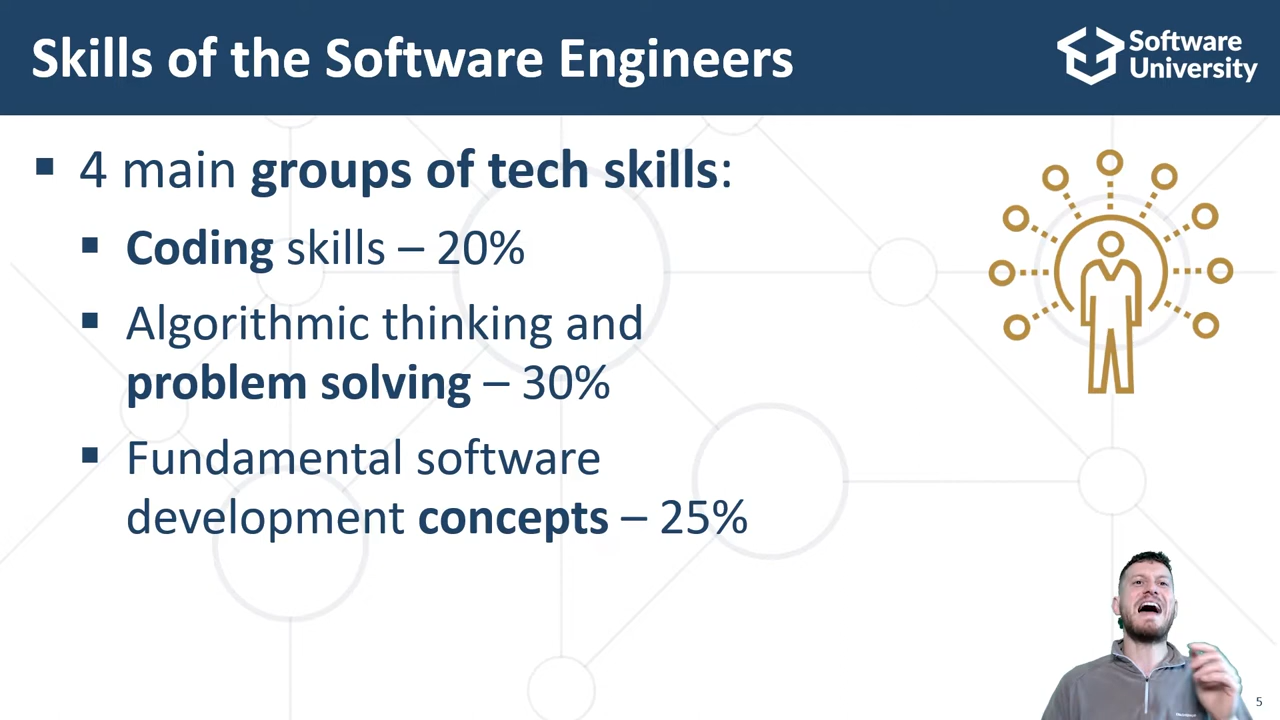 Skills of the Software Engineers
Software
University
▪ 4 main groups of tech skills:
▪ Coding skills – 20%
▪ Algorithmic thinking and
problem solving – 30%
▪ Fundamental software
development concepts – 25%
5